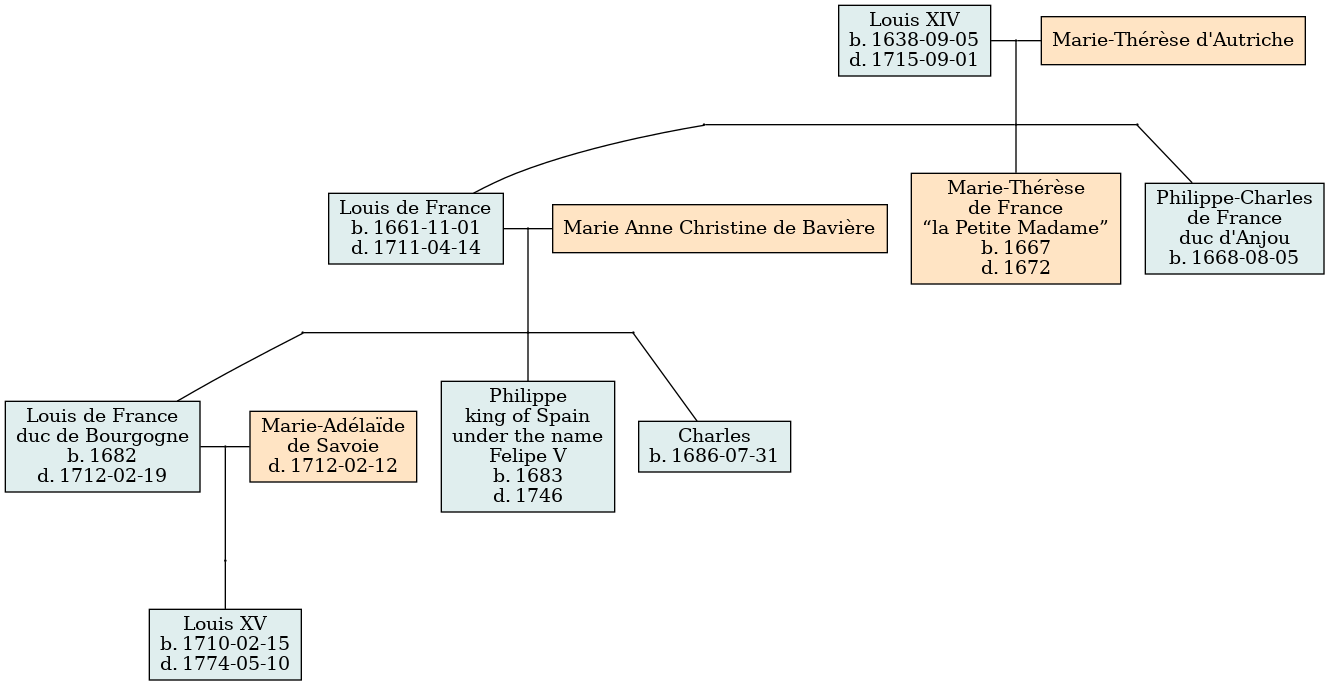 Louis XIV
b. 1638-09-05
d. 1715-09-01
Marie-Thérèse d'Autriche
Louis de France
b. 1661-11-01
d. 1711-04-14
Marie Anne Christine de Bavière
Marie-Thérèse
de France
“la Petite Madame”
b. 1667
d. 1672
Philippe-Charles
de France
duc d'Anjou
b. 1668-08-05
Louis de France
duc de Bourgogne
b. 1682
d. 1712-02-19
Marie-Adélaïde
de Savoie
d. 1712-02-12
Philippe
king of Spain
under the name
Felipe V
b. 1683
d. 1746
Charles
b. 1686-07-31
Louis XV
b. 1710-02-15
d. 1774-05-10